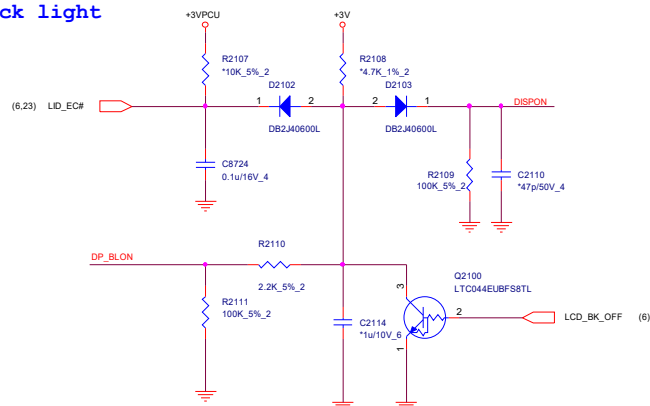 ck light
+3VPCU
+3V
R2107
*10K_5%_2
R2108
*4.7K_1%_2
D2102
D2103
(6,23) LID_EC#
1
2
2
1
DISPON
DB2J40600L
DB2J40600L
C8724
0.1u/16V_4
R2109
100K_5%_2
C2110
*47p/50V_4
DP_BLON
R2110
2.2K_5%_2
Q2100
LTC044EUBFS8TL
3
R2111
100K_5%_2
C2114
*1u/10V_6
2
LCD_BK_OFF (6)
1